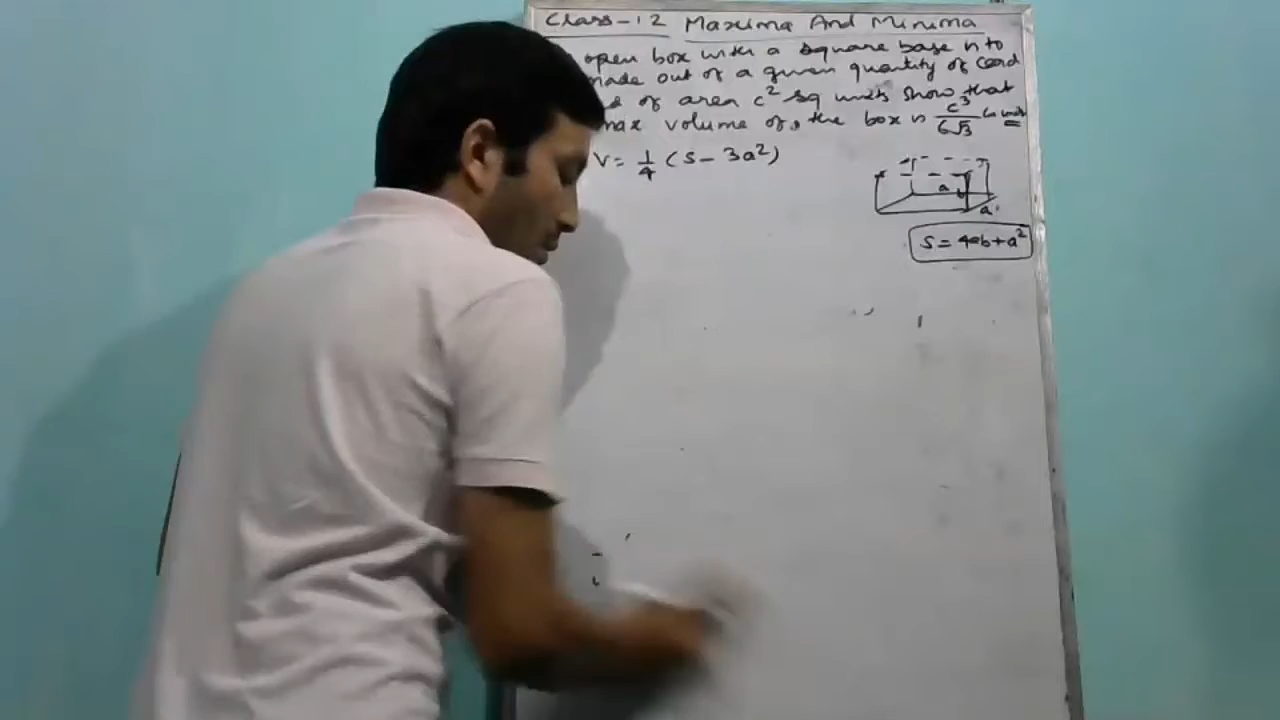 Class-12 Maxima And Minima
open box with a square base is to
made out of a given quantity of card
of area c² sq units show that
max volume of, the box is c³/6√3 cu units
V = 1/4 (S - 3a²)
a
a
S = 4ab + a²